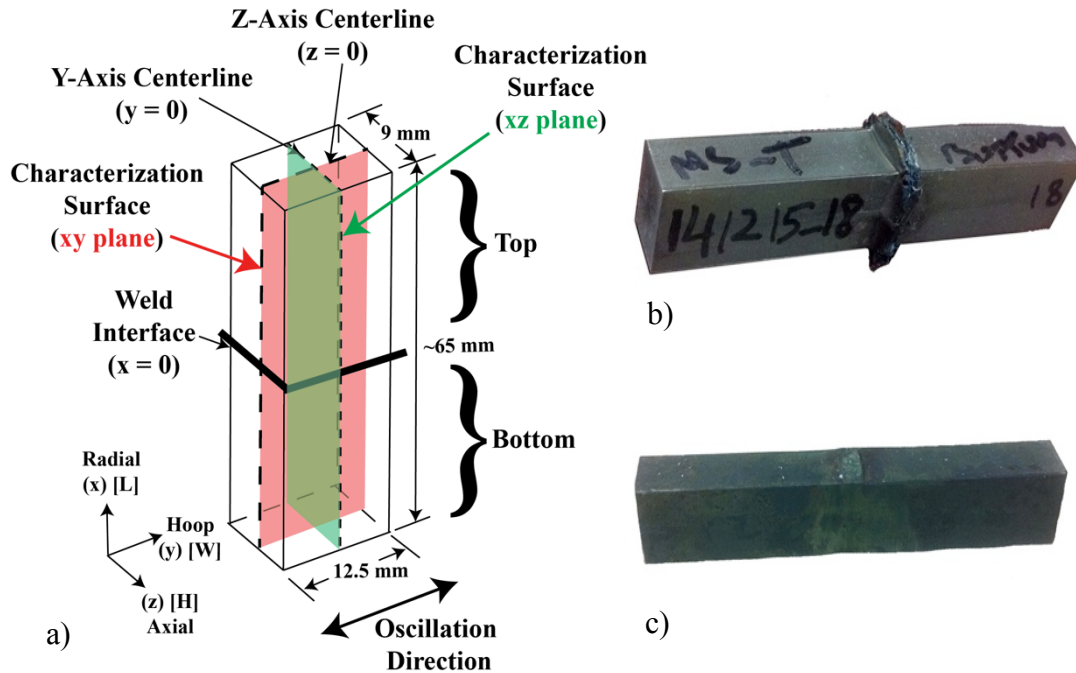 Z-Axis Centerline
(z = 0)
Y-Axis Centerline
(y = 0)
Characterization
Surface
(xz plane)
9 mm
Characterization
Surface
(xy plane)
Top
Weld
Interface
(x = 0)
~65 mm
Bottom
Radial
(x) [L]
Hoop
(y) [W]
(z) [H]
Axial
12.5 mm
Oscillation
Direction
a)
MS-T
Bottom
141215-18
18
b)
c)